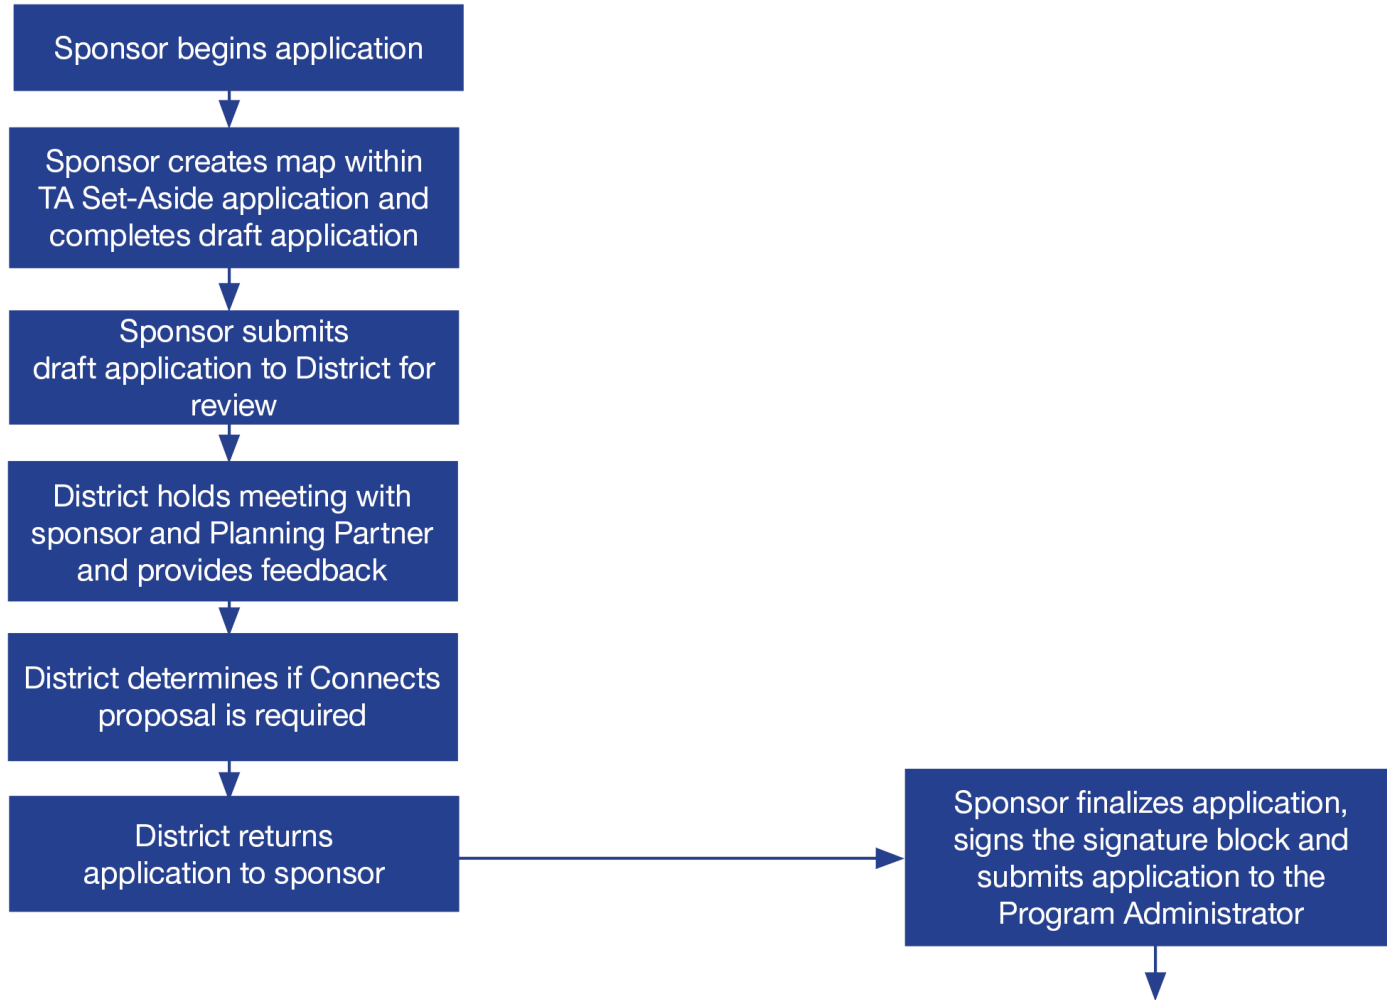 Sponsor begins application
Sponsor creates map within
TA Set-Aside application and
completes draft application
Sponsor submits
draft application to District for
review
District holds meeting with
sponsor and Planning Partner
and provides feedback
District determines if Connects
proposal is required
District returns
application to sponsor
Sponsor finalizes application,
signs the signature block and
submits application to the
Program Administrator